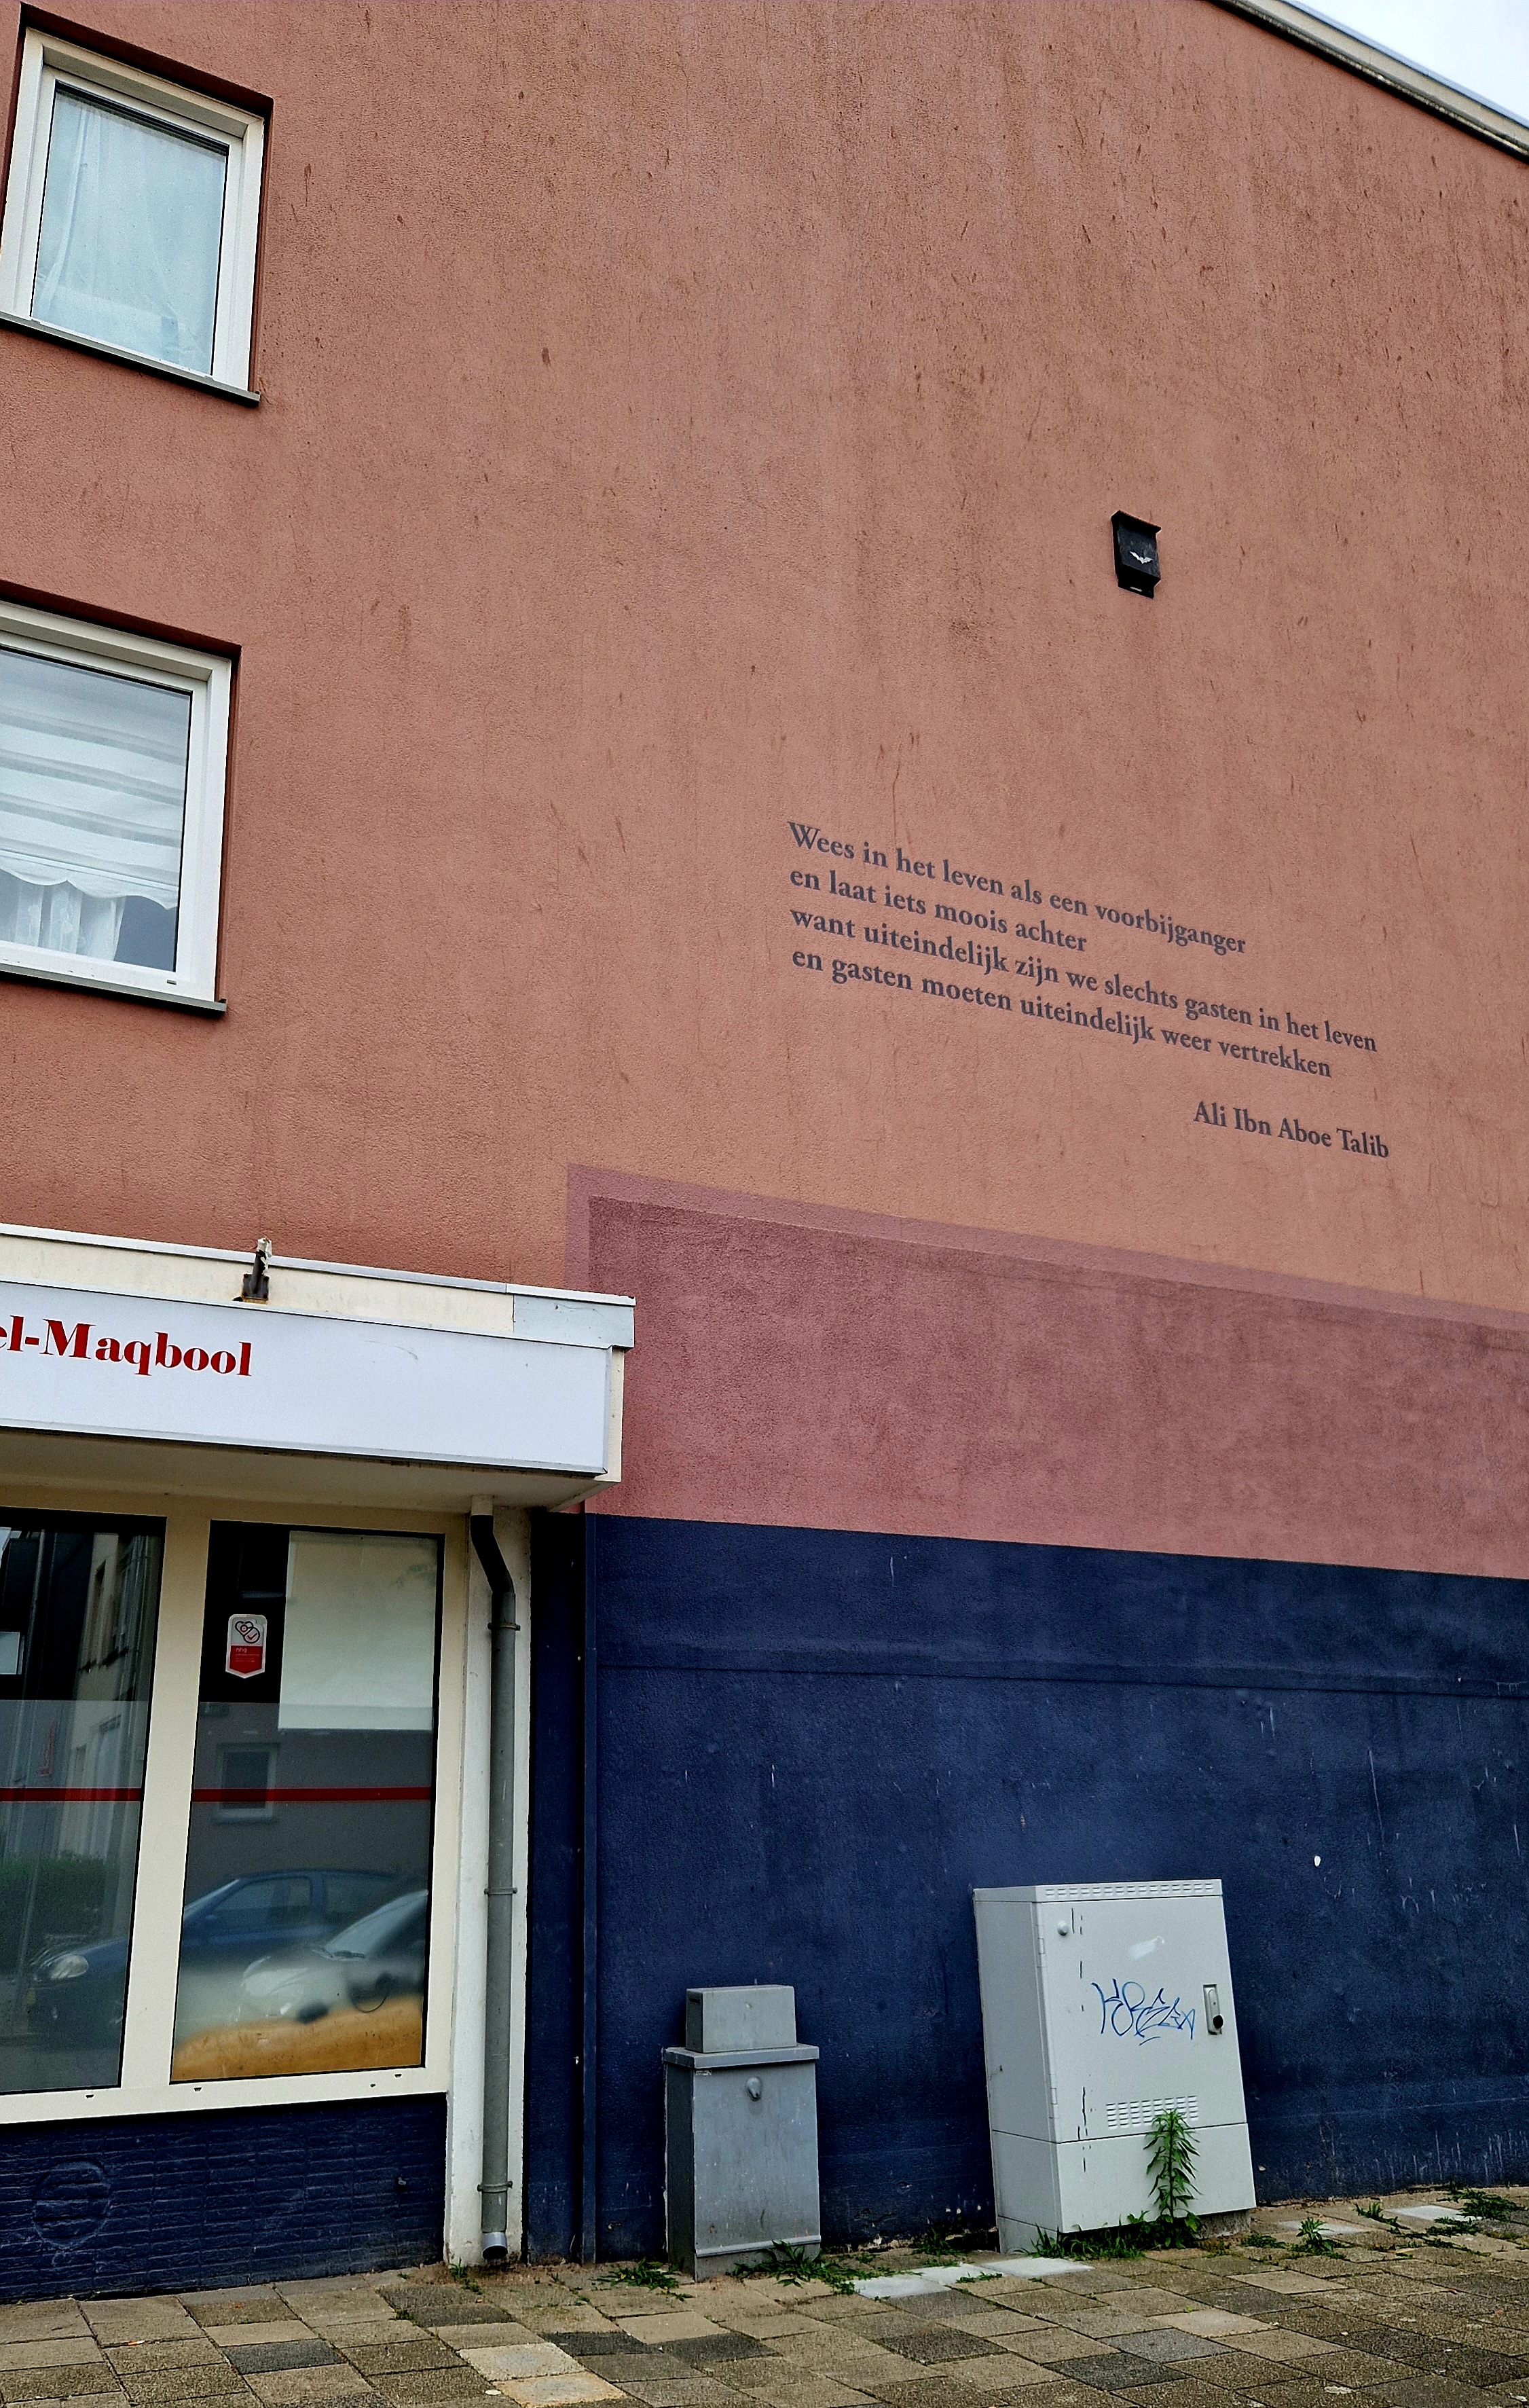 Wees in het leven als een voorbijganger
en laat iets moois achter
want uiteindelijk zijn we slechts gasten in het leven
en gasten moeten uiteindelijk weer vertrekken
Ali Ibn Aboe Talib
el-Maqbool
nhg